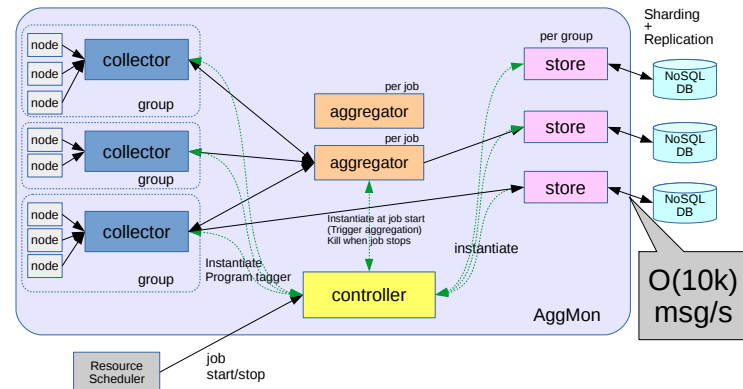 node
node
node
collector
group
node
node
collector
group
node
node
node
collector
group
per job
aggregator
per job
aggregator
Instantiate at job start
(Trigger aggregation)
Kill when job stops
Instantiate
Program tagger
controller
instantiate
per group
store
store
store
AggMon
Sharding
+
Replication
NoSQL
DB
NoSQL
DB
NoSQL
DB
O(10k)
msg/s
Resource
Scheduler
job
start/stop